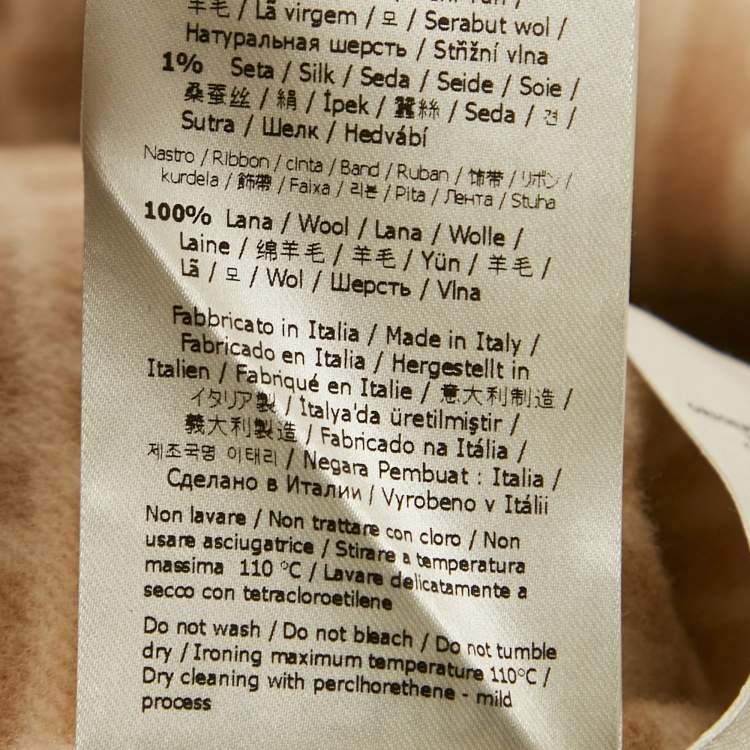 羊毛 / Lã virgem / 모 / Serabut wol /
Натуральная шерсть / Střžní vlna
1% Seta / Silk / Seda / Seide / Soie /
桑蚕丝 / 絹 / İpek / 蠶絲 / Seda / 견 /
Sutra / Шелк / Hedvábí
Nastro / Ribbon / cinta / Band / Ruban / 饰带 / リボン /
kurdela / 飾帶 / Faixa / 리본 / Pita / Лента / Stuha
100% Lana / Wool / Lana / Wolle /
Laine / 绵羊毛 / 羊毛 / Yün / 羊毛 /
Lã / 모 / Wol / Шерсть / Vlna
Fabbricato in Italia / Made in Italy /
Fabricado en Italia / Hergestellt in
Italien / Fabriqué en Italie / 意大利制造 /
イタリア製 / İtalya'da üretilmiştir /
義大利製造 / Fabricado na Itália /
제조국명 이태리 / Negara Pembuat : Italia /
Сделано в Италии / Vyrobeno v Itálii
Non lavare / Non trattare con cloro / Non
usare asciugatrice / Stirare a temperatura
massima 110 °C / Lavare delicatamente a
secco con tetracloroetilene
Do not wash / Do not bleach / Do not tumble
dry / Ironing maximum temperature 110°C /
Dry cleaning with perclhorethene - mild
process